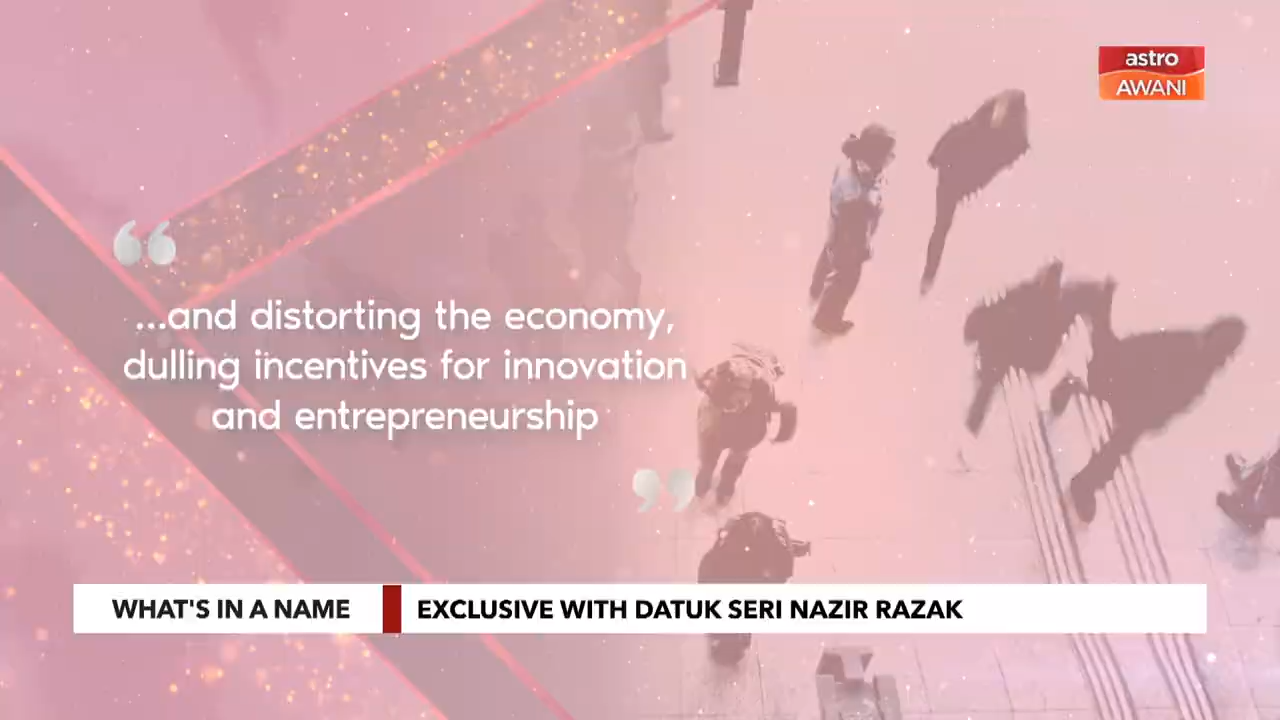 astro
AWANI
“
...and distorting the economy,
dulling incentives for innovation
and entrepreneurship
”
WHAT'S IN A NAME
EXCLUSIVE WITH DATUK SERI NAZIR RAZAK